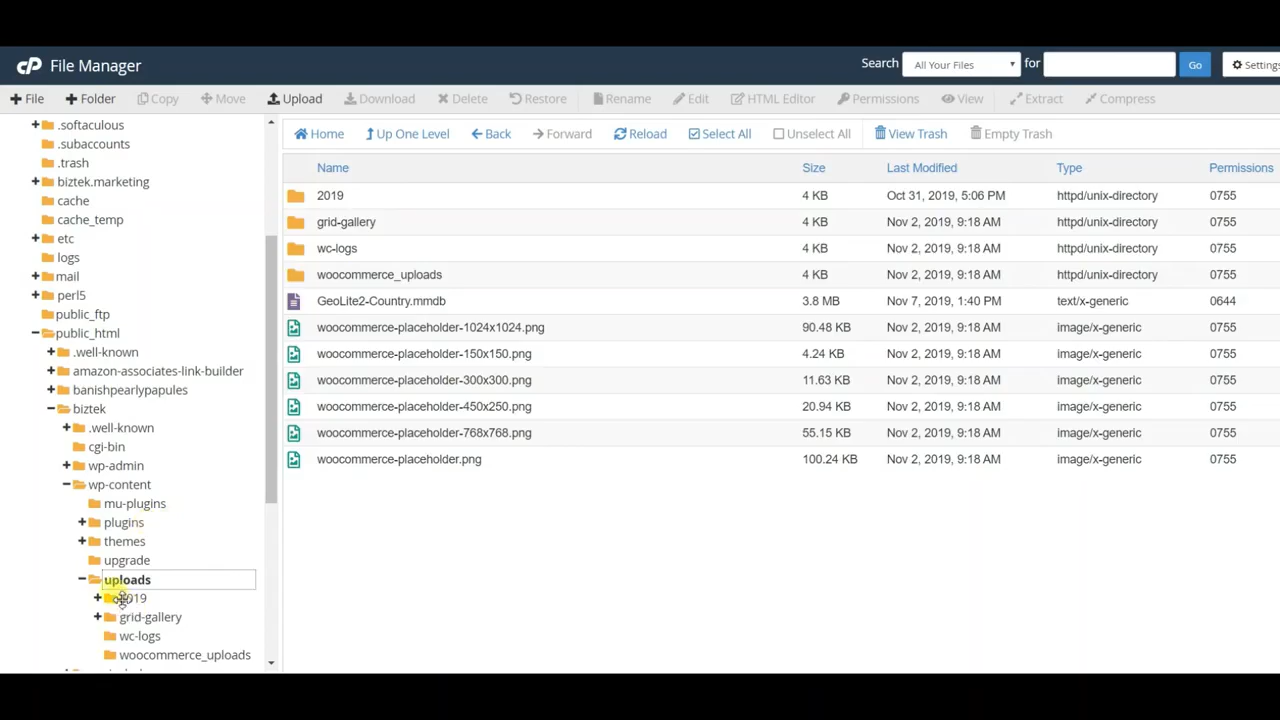 cP File Manager
Search All Your Files for Go Settings
File Folder Copy Move Upload Download Delete Restore Rename Edit HTML Editor Permissions View Extract Compress
Home Up One Level Back Forward Reload Select All Unselect All View Trash Empty Trash
.softaculous
.subaccounts
.trash
biztek.marketing
cache
cache_temp
etc
logs
mail
perl5
public_ftp
public_html
.well-known
amazon-associates-link-builder
banishpearlypapules
biztek
.well-known
cgi-bin
wp-admin
wp-content
mu-plugins
plugins
themes
upgrade
uploads
2019
grid-gallery
wc-logs
woocommerce_uploads
Name Size Last Modified Type Permissions
2019 4 KB Oct 31, 2019, 5:06 PM httpd/unix-directory 0755
grid-gallery 4 KB Nov 2, 2019, 9:18 AM httpd/unix-directory 0755
wc-logs 4 KB Nov 2, 2019, 9:18 AM httpd/unix-directory 0755
woocommerce_uploads 4 KB Nov 2, 2019, 9:18 AM httpd/unix-directory 0755
GeoLite2-Country.mmdb 3.8 MB Nov 7, 2019, 1:40 PM text/x-generic 0644
woocommerce-placeholder-1024x1024.png 90.48 KB Nov 2, 2019, 9:18 AM image/x-generic 0755
woocommerce-placeholder-150x150.png 4.24 KB Nov 2, 2019, 9:18 AM image/x-generic 0755
woocommerce-placeholder-300x300.png 11.63 KB Nov 2, 2019, 9:18 AM image/x-generic 0755
woocommerce-placeholder-450x250.png 20.94 KB Nov 2, 2019, 9:18 AM image/x-generic 0755
woocommerce-placeholder-768x768.png 55.15 KB Nov 2, 2019, 9:18 AM image/x-generic 0755
woocommerce-placeholder.png 100.24 KB Nov 2, 2019, 9:18 AM image/x-generic 0755